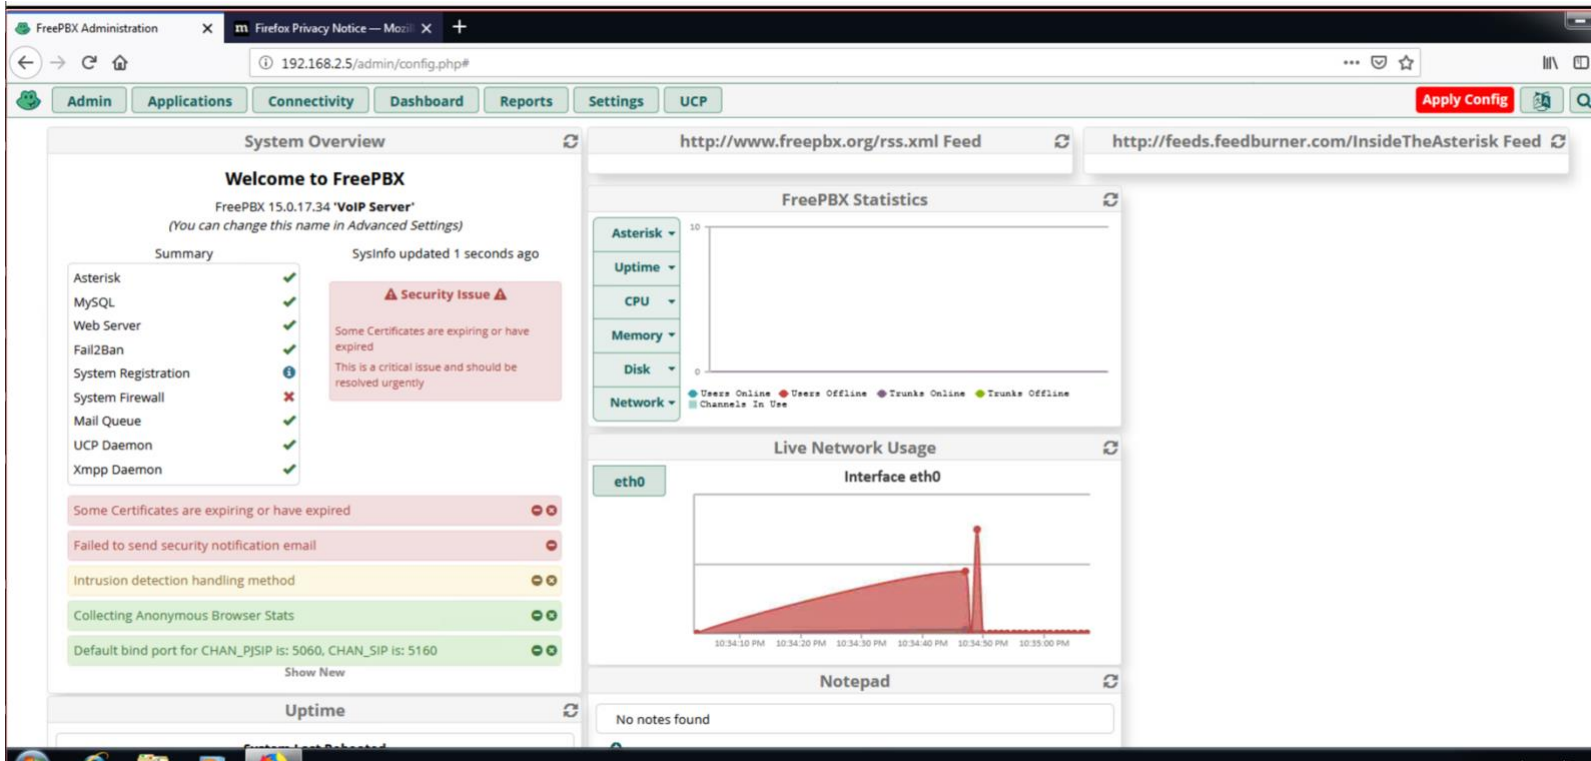 FreePBX Administration
Firefox Privacy Notice — Mozil
192.168.2.5/admin/config.php#
Admin
Applications
Connectivity
Dashboard
Reports
Settings
UCP
Apply Config
System Overview
Welcome to FreePBX
FreePBX 15.0.17.34 'VoIP Server'
(You can change this name in Advanced Settings)
Summary
SysInfo updated 1 seconds ago
Asterisk
MySQL
Web Server
Fail2Ban
System Registration
System Firewall
Mail Queue
UCP Daemon
Xmpp Daemon
Security Issue
Some Certificates are expiring or have
expired
This is a critical issue and should be
resolved urgently
Some Certificates are expiring or have expired
Failed to send security notification email
Intrusion detection handling method
Collecting Anonymous Browser Stats
Default bind port for CHAN_PJSIP is: 5060, CHAN_SIP is: 5160
Show New
Uptime
System Last Rebooted
http://www.freepbx.org/rss.xml Feed
http://feeds.feedburner.com/InsideTheAsterisk Feed
FreePBX Statistics
Asterisk
Uptime
CPU
Memory
Disk
Network
10
0
Users Online Users Offline Trunks Online Trunks Offline
Channels In Use
Live Network Usage
eth0
Interface eth0
10:34:10 PM 10:34:20 PM 10:34:30 PM 10:34:40 PM 10:34:50 PM 10:35:00 PM
Notepad
No notes found